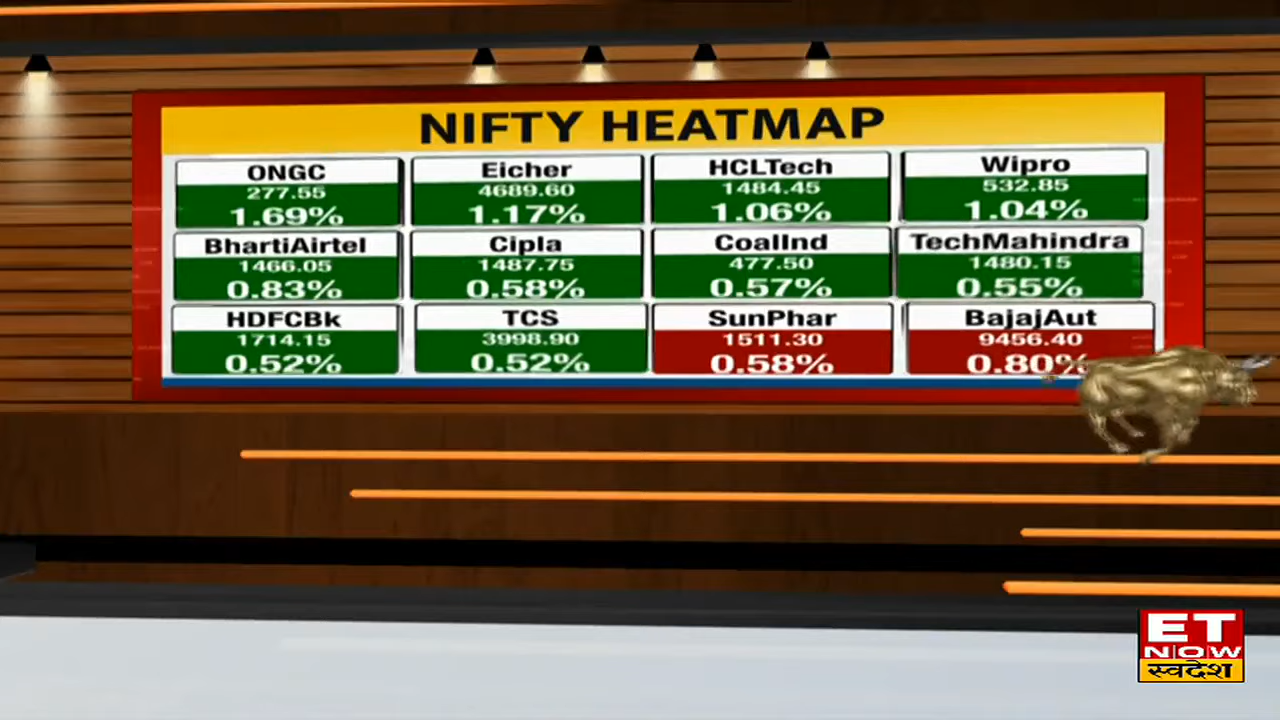 NIFTY HEATMAP
ONGC
277.55
1.69%
Eicher
4689.60
1.17%
HCLTech
1484.45
1.06%
Wipro
532.85
1.04%
BhartiAirtel
1466.05
0.83%
Cipla
1487.75
0.58%
CoalInd
477.50
0.57%
TechMahindra
1480.15
0.55%
HDFCBk
1714.15
0.52%
TCS
3998.90
0.52%
SunPhar
1511.30
0.58%
BajajAut
9456.40
0.80%
ET
NOW
स्वदेश